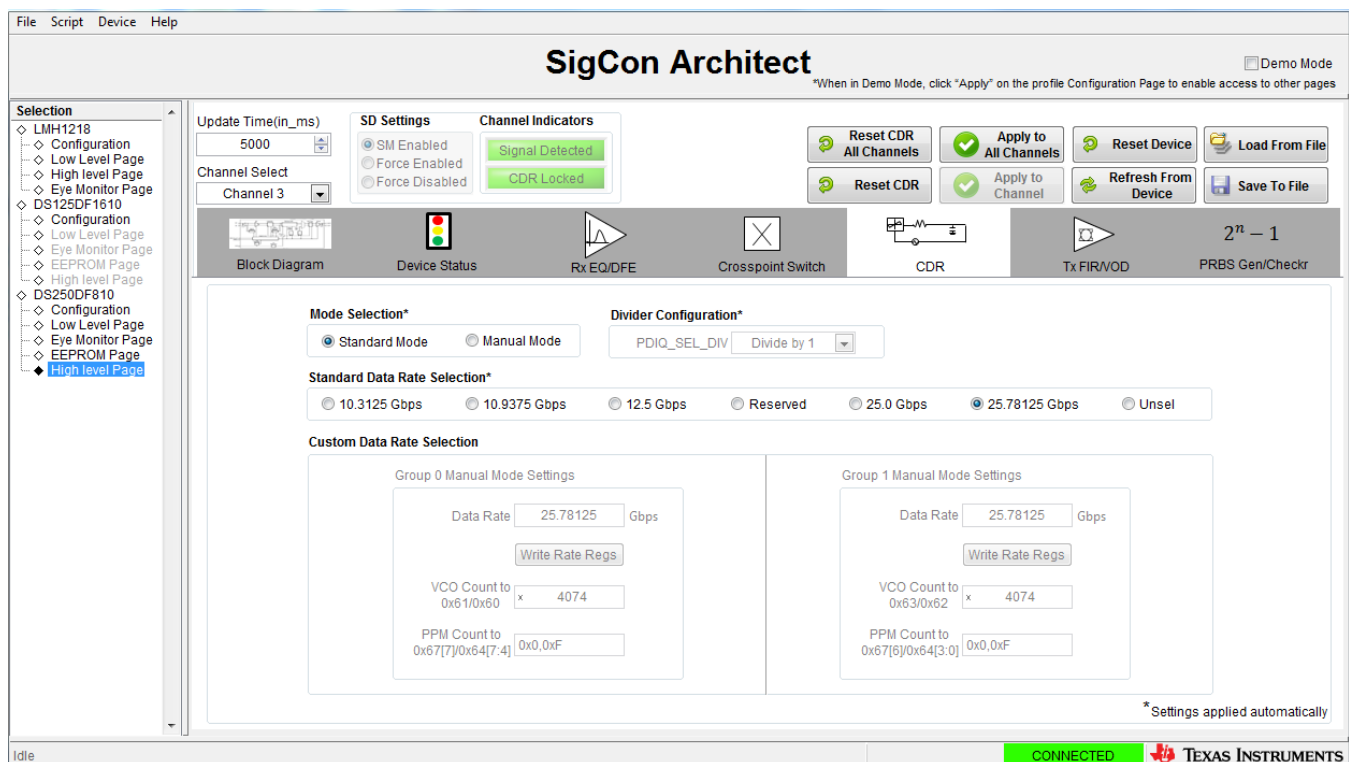 File Script Device Help
SigCon Architect
Demo Mode
*When in Demo Mode, click "Apply" on the profile Configuration Page to enable access to other pages
Selection
LMH1218
Configuration
Low Level Page
High level Page
Eye Monitor Page
DS125DF1610
Configuration
Low Level Page
Eye Monitor Page
EEPROM Page
High level Page
DS250DF810
Configuration
Low Level Page
Eye Monitor Page
EEPROM Page
High level Page
Update Time(in_ms)
5000
Channel Select
Channel 3
SD Settings
SM Enabled
Force Enabled
Force Disabled
Channel Indicators
Signal Detected
CDR Locked
Reset CDR
All Channels
Apply to
All Channels
Reset Device
Load From File
Reset CDR
Apply to
Channel
Refresh From
Device
Save To File
Block Diagram
Device Status
Rx EQ/DFE
Crosspoint Switch
CDR
Tx FIR/VOD
2ⁿ − 1
PRBS Gen/Checkr
Mode Selection*
Standard Mode Manual Mode
Divider Configuration*
PDIQ_SEL_DIV Divide by 1
Standard Data Rate Selection*
10.3125 Gbps 10.9375 Gbps 12.5 Gbps Reserved 25.0 Gbps 25.78125 Gbps Unsel
Custom Data Rate Selection
Group 0 Manual Mode Settings
Data Rate 25.78125 Gbps
Write Rate Regs
VCO Count to
0x61/0x60
x 4074
PPM Count to
0x67[7]/0x64[7:4]
0x0,0xF
Group 1 Manual Mode Settings
Data Rate 25.78125 Gbps
Write Rate Regs
VCO Count to
0x63/0x62
x 4074
PPM Count to
0x67[6]/0x64[3:0]
0x0,0xF
*Settings applied automatically
Idle
CONNECTED
TEXAS INSTRUMENTS